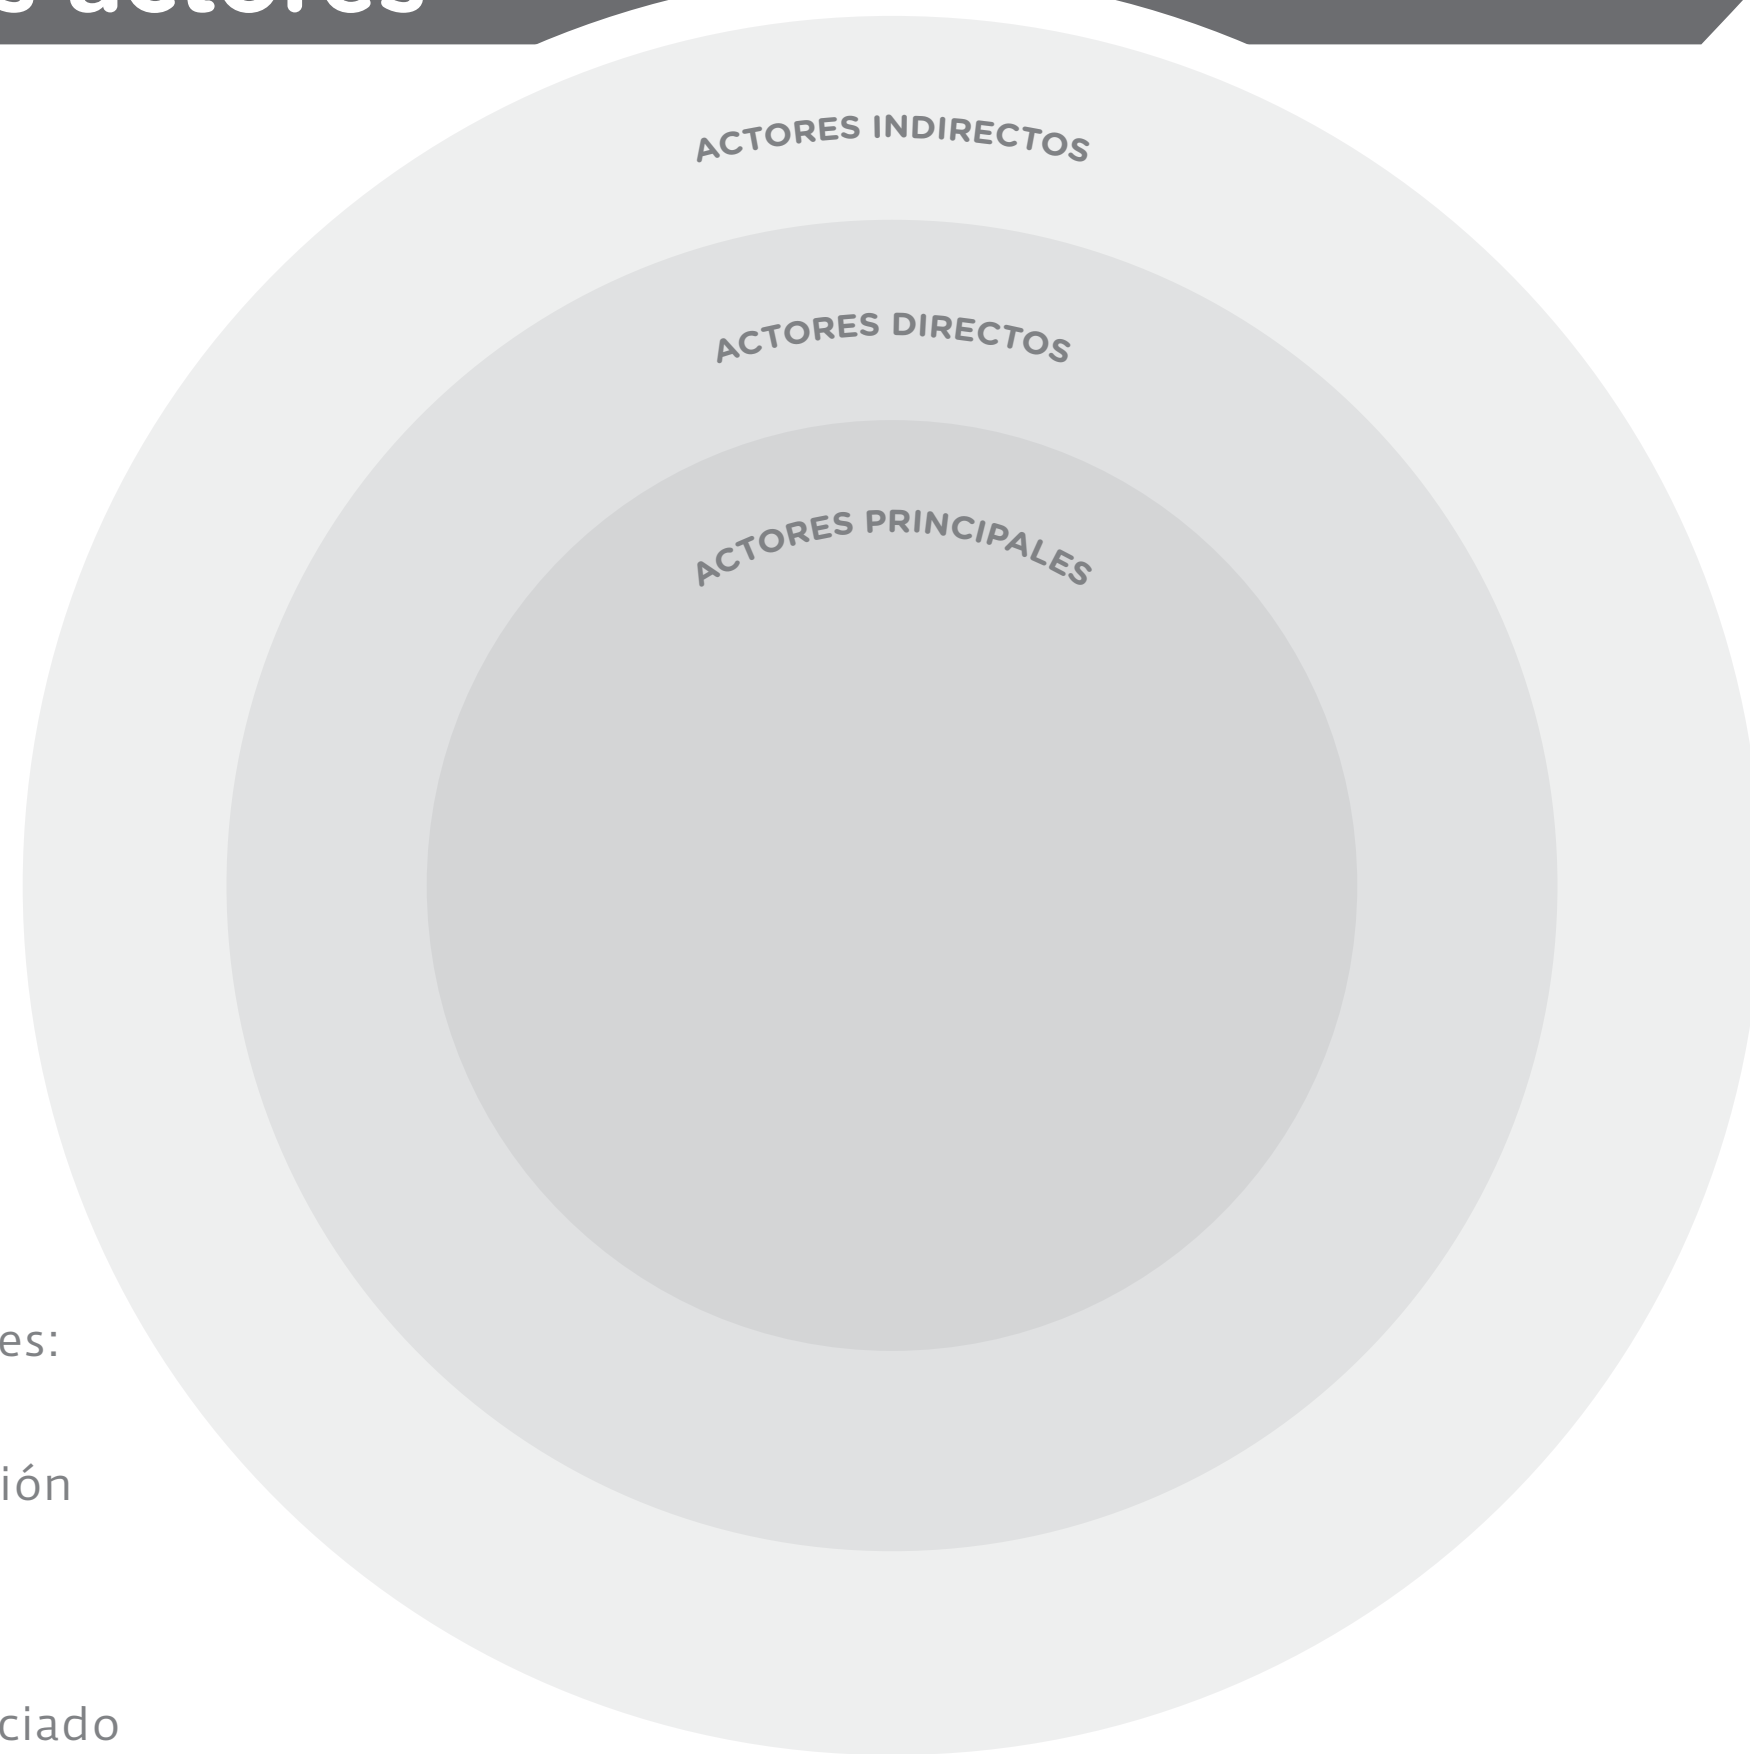 actores
ACTORES INDIRECTOS
ACTORES DIRECTOS
ACTORES PRINCIPALES
es:
ión
ciado